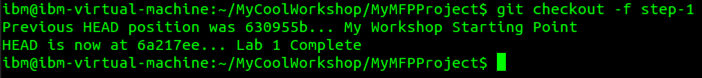 ibm@ibm-virtual-machine:~/MyCoolWorkshop/MyMFPProject$ git checkout -f step-1
Previous HEAD position was 630955b... My Workshop Starting Point
HEAD is now at 6a217ee... Lab 1 Complete
ibm@ibm-virtual-machine:~/MyCoolWorkshop/MyMFPProject$